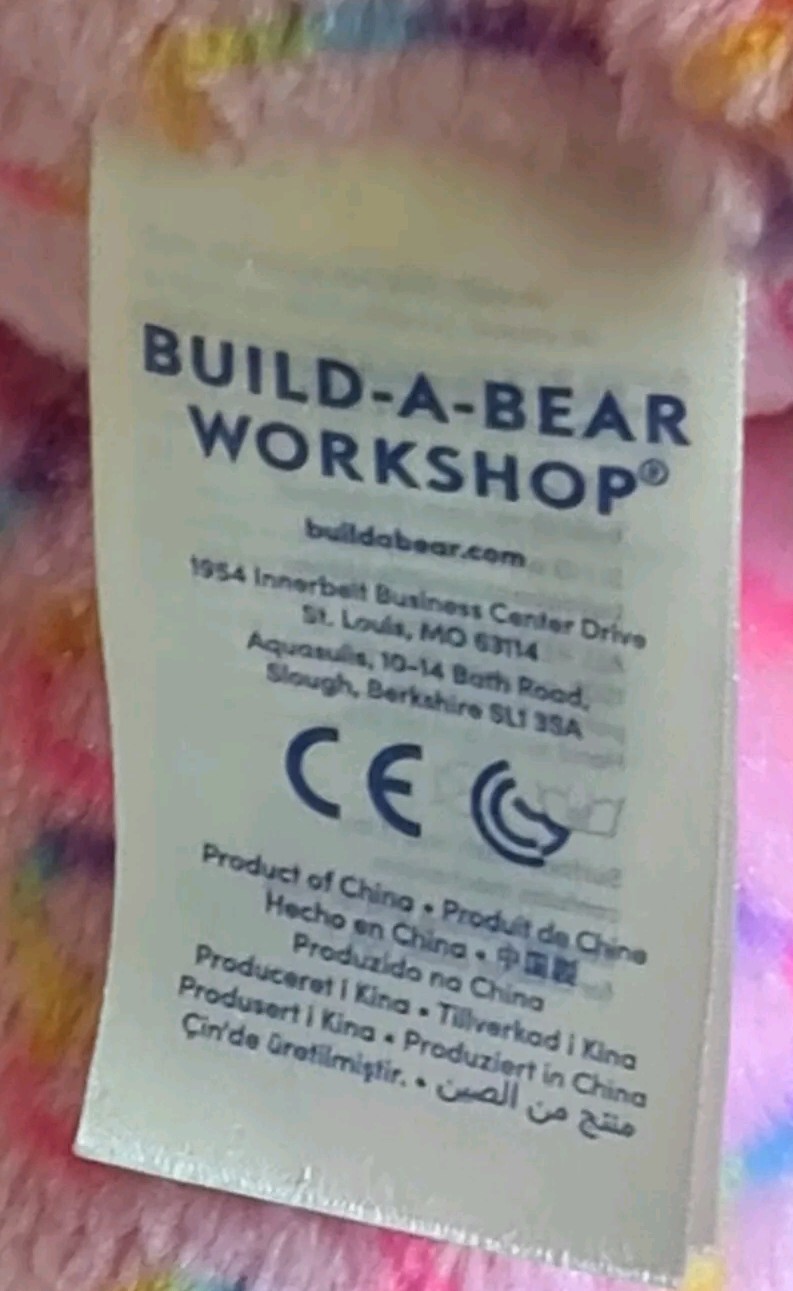 BUILD-A-BEAR
WORKSHOP®
buildabear.com
1954 Innerbelt Business Center Drive
St. Louis, MO 63114
Aquasulis, 10-14 Bath Road,
Slough, Berkshire SL1 3SA
CE
Product of China • Produit de Chine
Hecho en China • 中国製
Produzido na China
Produceret i Kina • Tillverkad i Kina
Produsert i Kina • Produziert in China
Çin'de üretilmiştir. • منتج من الصين